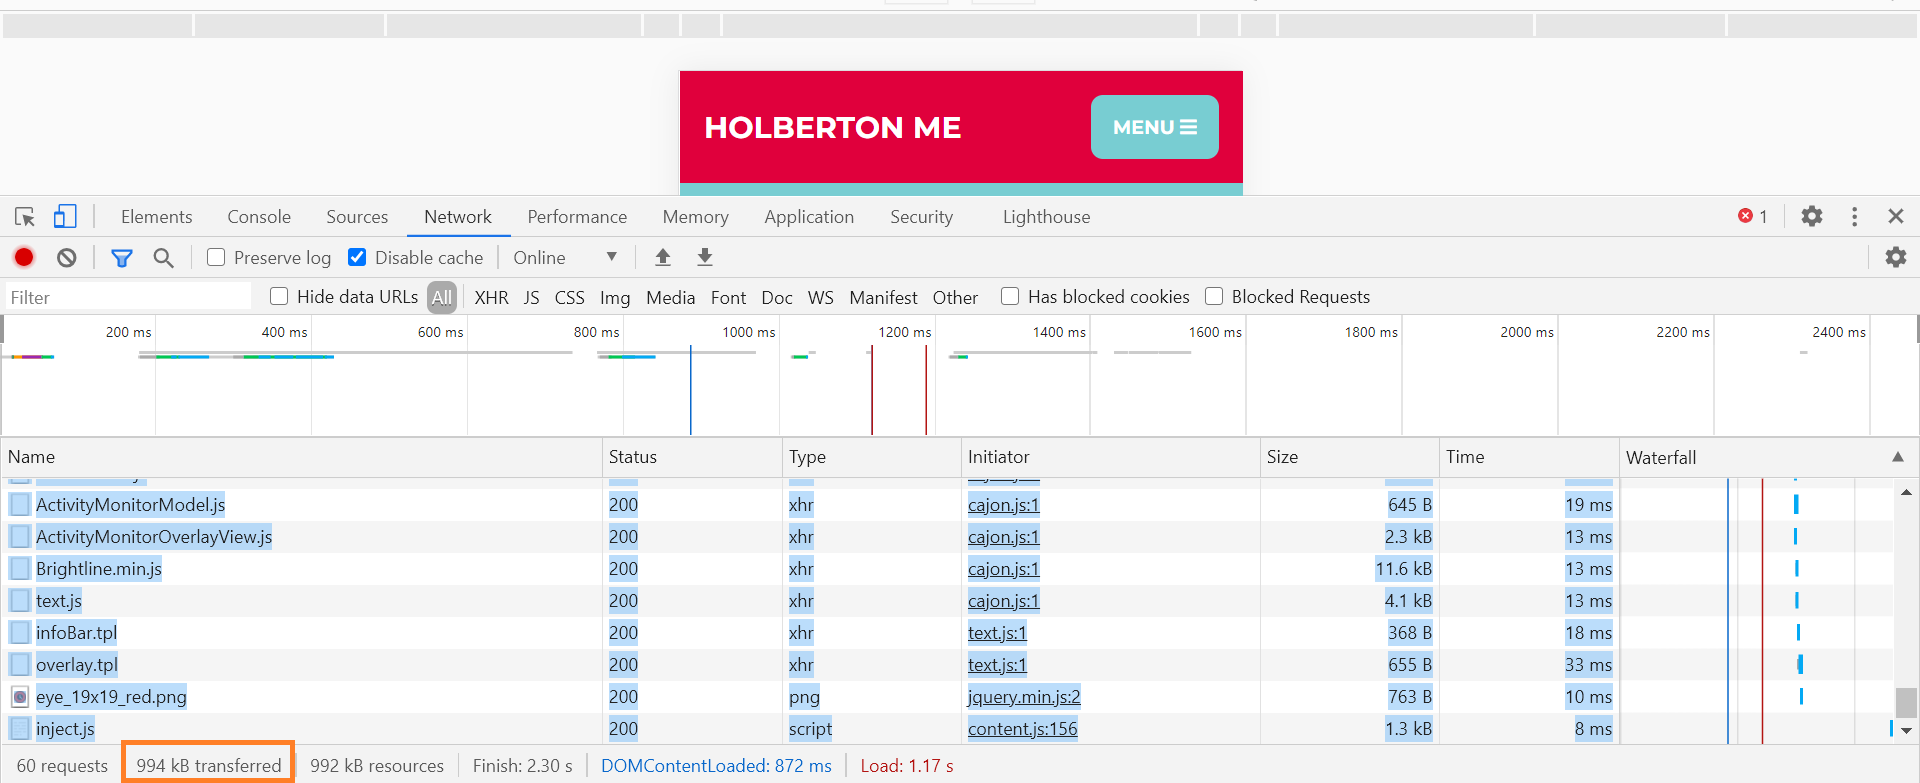 HOLBERTON ME
MENU
Elements Console Sources Network Performance Memory Application Security Lighthouse 1
Preserve log Disable cache Online
Filter Hide data URLs All XHR JS CSS Img Media Font Doc WS Manifest Other Has blocked cookies Blocked Requests
200 ms 400 ms 600 ms 800 ms 1000 ms 1200 ms 1400 ms 1600 ms 1800 ms 2000 ms 2200 ms 2400 ms
Name Status Type Initiator Size Time Waterfall
ActivityMonitorModel.js 200 xhr cajon.js:1 645 B 19 ms
ActivityMonitorOverlayView.js 200 xhr cajon.js:1 2.3 kB 13 ms
Brightline.min.js 200 xhr cajon.js:1 11.6 kB 13 ms
text.js 200 xhr cajon.js:1 4.1 kB 13 ms
infoBar.tpl 200 xhr text.js:1 368 B 18 ms
overlay.tpl 200 xhr text.js:1 655 B 33 ms
eye_19x19_red.png 200 png jquery.min.js:2 763 B 10 ms
inject.js 200 script content.js:156 1.3 kB 8 ms
60 requests 994 kB transferred 992 kB resources Finish: 2.30 s DOMContentLoaded: 872 ms Load: 1.17 s